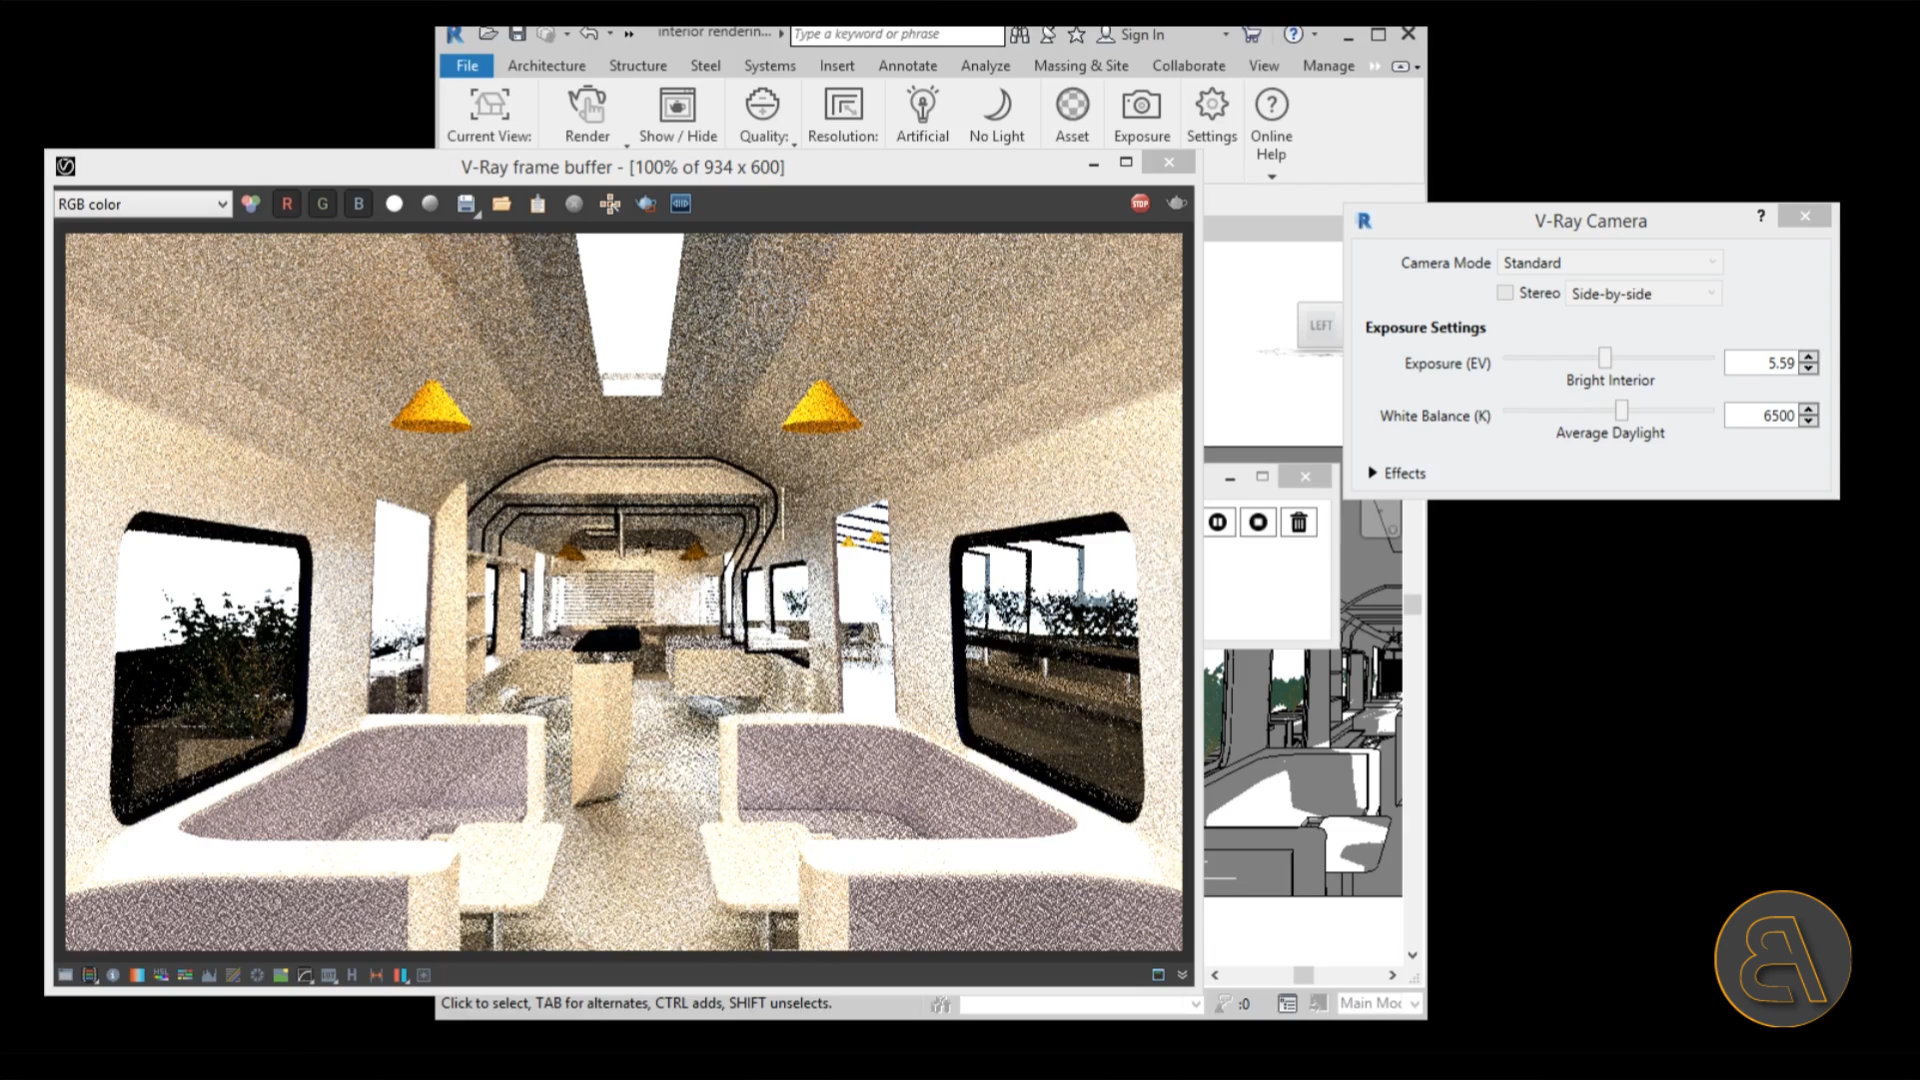 interior renderin...
Type a keyword or phrase
Sign In
File Architecture Structure Steel Systems Insert Annotate Analyze Massing & Site Collaborate View Manage
Current View: Render Show / Hide Quality: Resolution: Artificial No Light Asset Exposure Settings Online Help
V-Ray frame buffer - [100% of 934 x 600]
RGB color
R G B
STOP
V-Ray Camera
?
Camera Mode Standard
Stereo Side-by-side
Exposure Settings
Exposure (EV) 5.59
Bright Interior
White Balance (K) 6500
Average Daylight
Effects
LEFT
HSL
LUT
H
Click to select, TAB for alternates, CTRL adds, SHIFT unselects.
:0
Main Moc